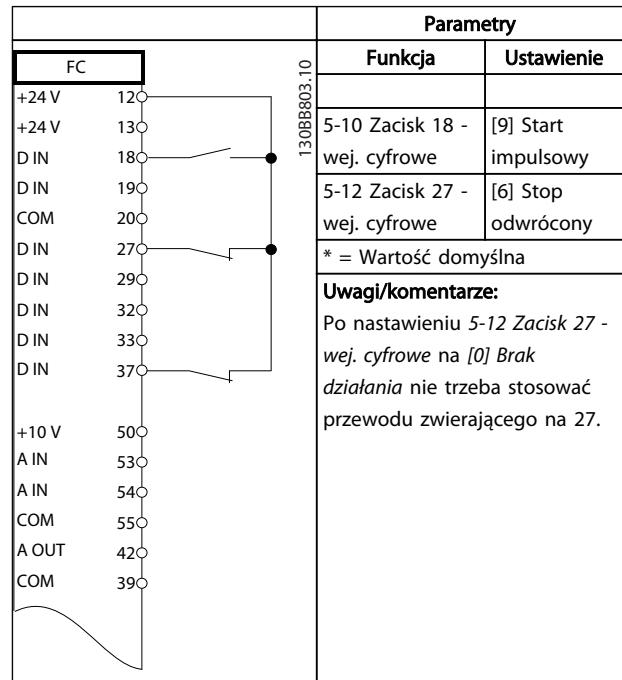 Parametry
FC
Funkcja Ustawienie
130BB803.10
+24 V 12
+24 V 13
D IN 18
D IN 19
COM 20
D IN 27
D IN 29
D IN 32
D IN 33
D IN 37
+10 V 50
A IN 53
A IN 54
COM 55
A OUT 42
COM 39
5-10 Zacisk 18 - [9] Start
wej. cyfrowe impulsowy
5-12 Zacisk 27 - [6] Stop
wej. cyfrowe odwrócony
* = Wartość domyślna
Uwagi/komentarze:
Po nastawieniu 5-12 Zacisk 27 -
wej. cyfrowe na [0] Brak
działania nie trzeba stosować
przewodu zwierającego na 27.